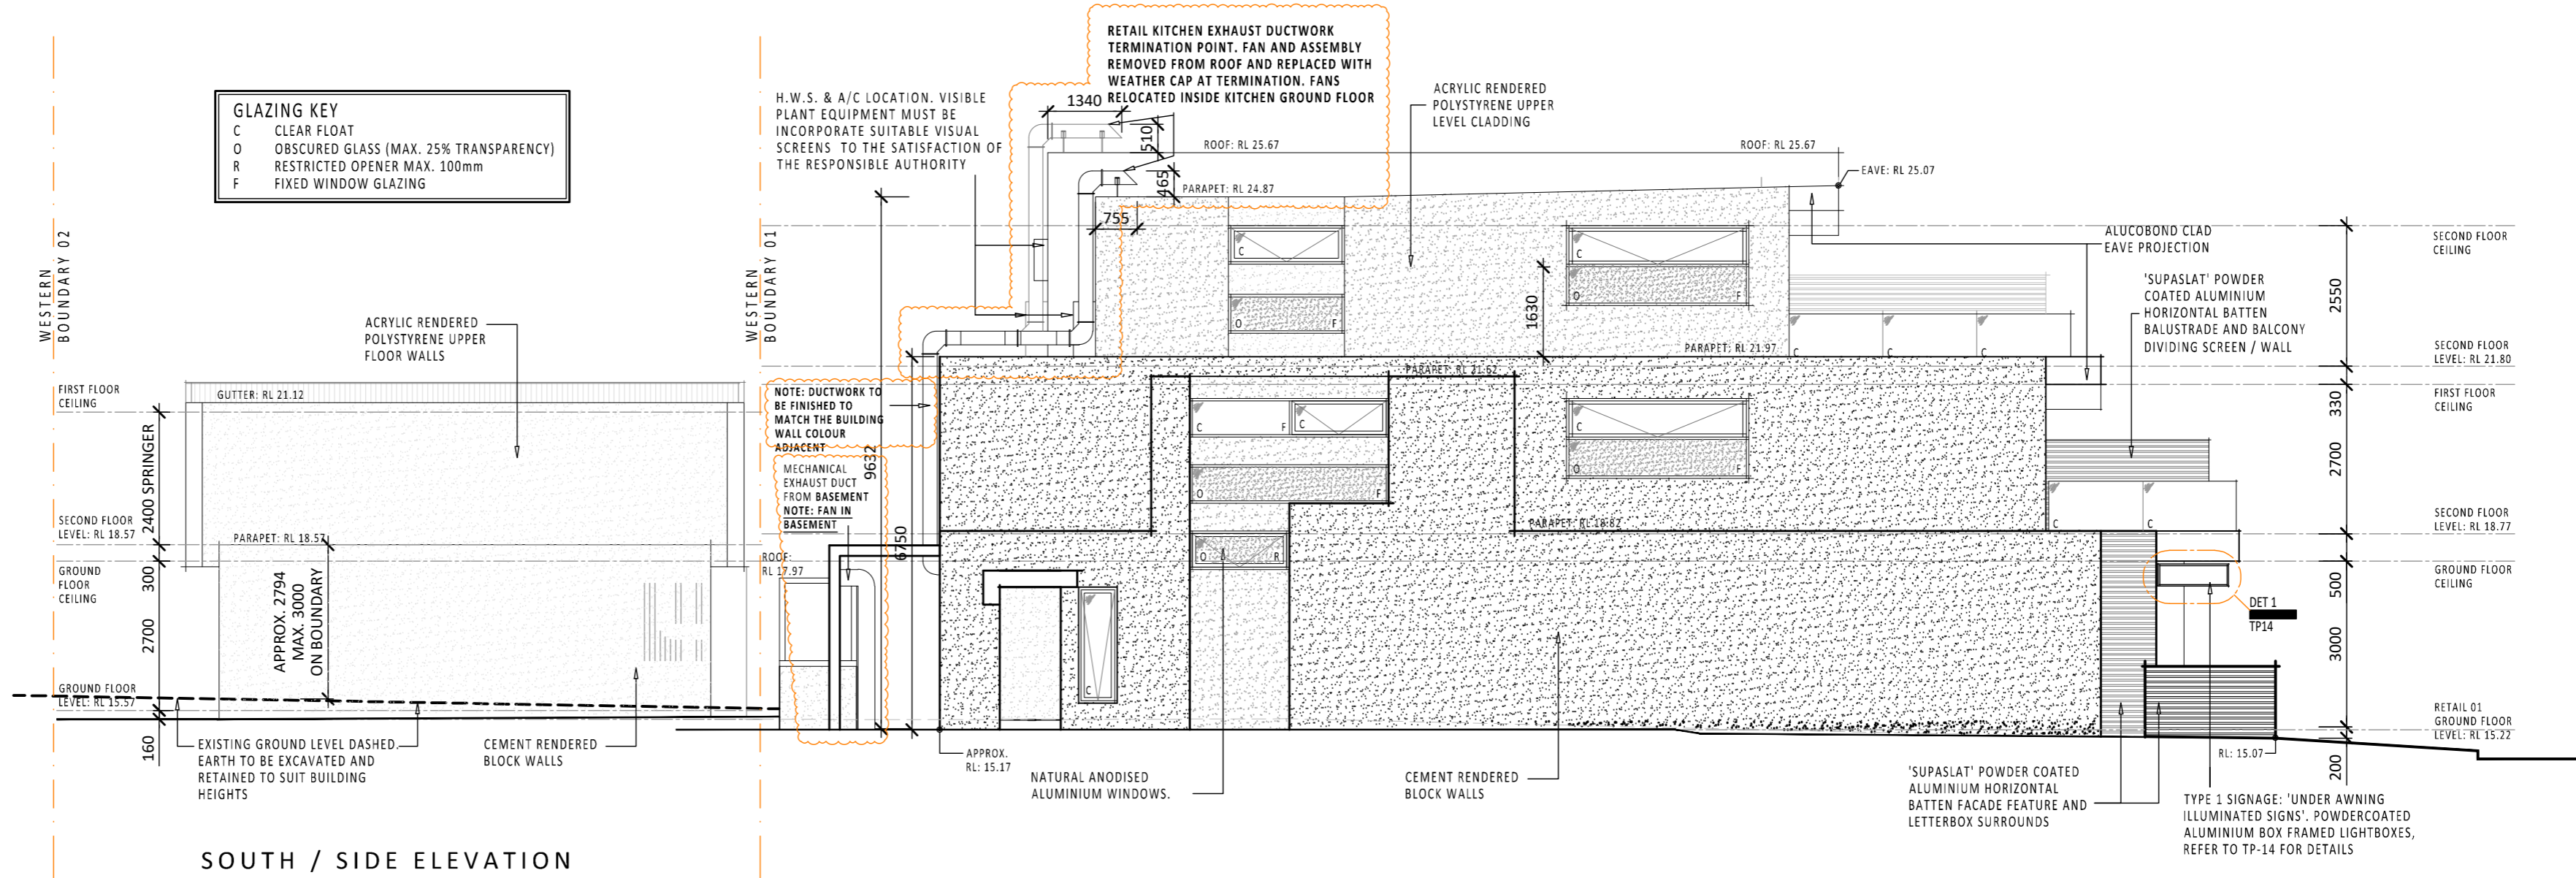 RETAIL KITCHEN EXHAUST DUCTWORK
TERMINATION POINT. FAN AND ASSEMBLY
REMOVED FROM ROOF AND REPLACED WITH
WEATHER CAP AT TERMINATION. FANS
RELOCATED INSIDE KITCHEN GROUND FLOOR
GLAZING KEY
C CLEAR FLOAT
O OBSCURED GLASS (MAX. 25% TRANSPARENCY)
R RESTRICTED OPENER MAX. 100mm
F FIXED WINDOW GLAZING
H.W.S. & A/C LOCATION. VISIBLE
PLANT EQUIPMENT MUST BE
INCORPORATE SUITABLE VISUAL
SCREENS TO THE SATISFACTION OF
THE RESPONSIBLE AUTHORITY
1340
510
465
755
ACRYLIC RENDERED
POLYSTYRENE UPPER
LEVEL CLADDING
ROOF: RL 25.67
ROOF: RL 25.67
EAVE: RL 25.07
PARAPET: RL 24.87
WESTERN
BOUNDARY 02
WESTERN
BOUNDARY 01
ALUCOBOND CLAD
EAVE PROJECTION
SECOND FLOOR
CEILING
'SUPASLAT' POWDER
COATED ALUMINIUM
HORIZONTAL BATTEN
BALUSTRADE AND BALCONY
DIVIDING SCREEN / WALL
2550
C
C
O
F
O
F
1630
C
C
C
ACRYLIC RENDERED
POLYSTYRENE UPPER
FLOOR WALLS
PARAPET: RL 21.97
SECOND FLOOR
LEVEL: RL 21.80
PARAPET: RL 21.62
FIRST FLOOR
CEILING
GUTTER: RL 21.12
FIRST FLOOR
CEILING
330
NOTE: DUCTWORK TO
BE FINISHED TO
MATCH THE BUILDING
WALL COLOUR
ADJACENT
C
F
C
C
O
F
O
F
2700
2400 SPRINGER
9632
6750
MECHANICAL
EXHAUST DUCT
FROM BASEMENT
NOTE: FAN IN
BASEMENT
SECOND FLOOR
LEVEL: RL 18.57
PARAPET: RL 18.57
PARAPET: RL 18.82
C
C
SECOND FLOOR
LEVEL: RL 18.77
ROOF:
RL 17.97
O
R
GROUND
FLOOR
CEILING
300
GROUND FLOOR
CEILING
500
APPROX. 2794
MAX. 3000
ON BOUNDARY
2700
DET 1
TP14
3000
C
GROUND FLOOR
LEVEL: RL 15.57
RETAIL 01
GROUND FLOOR
LEVEL: RL 15.22
160
EXISTING GROUND LEVEL DASHED.
EARTH TO BE EXCAVATED AND
RETAINED TO SUIT BUILDING
HEIGHTS
CEMENT RENDERED
BLOCK WALLS
APPROX.
RL: 15.17
NATURAL ANODISED
ALUMINIUM WINDOWS.
CEMENT RENDERED
BLOCK WALLS
'SUPASLAT' POWDER COATED
ALUMINIUM HORIZONTAL
BATTEN FACADE FEATURE AND
LETTERBOX SURROUNDS
RL: 15.07
200
TYPE 1 SIGNAGE: 'UNDER AWNING
ILLUMINATED SIGNS'. POWDERCOATED
ALUMINIUM BOX FRAMED LIGHTBOXES,
REFER TO TP-14 FOR DETAILS
SOUTH / SIDE ELEVATION